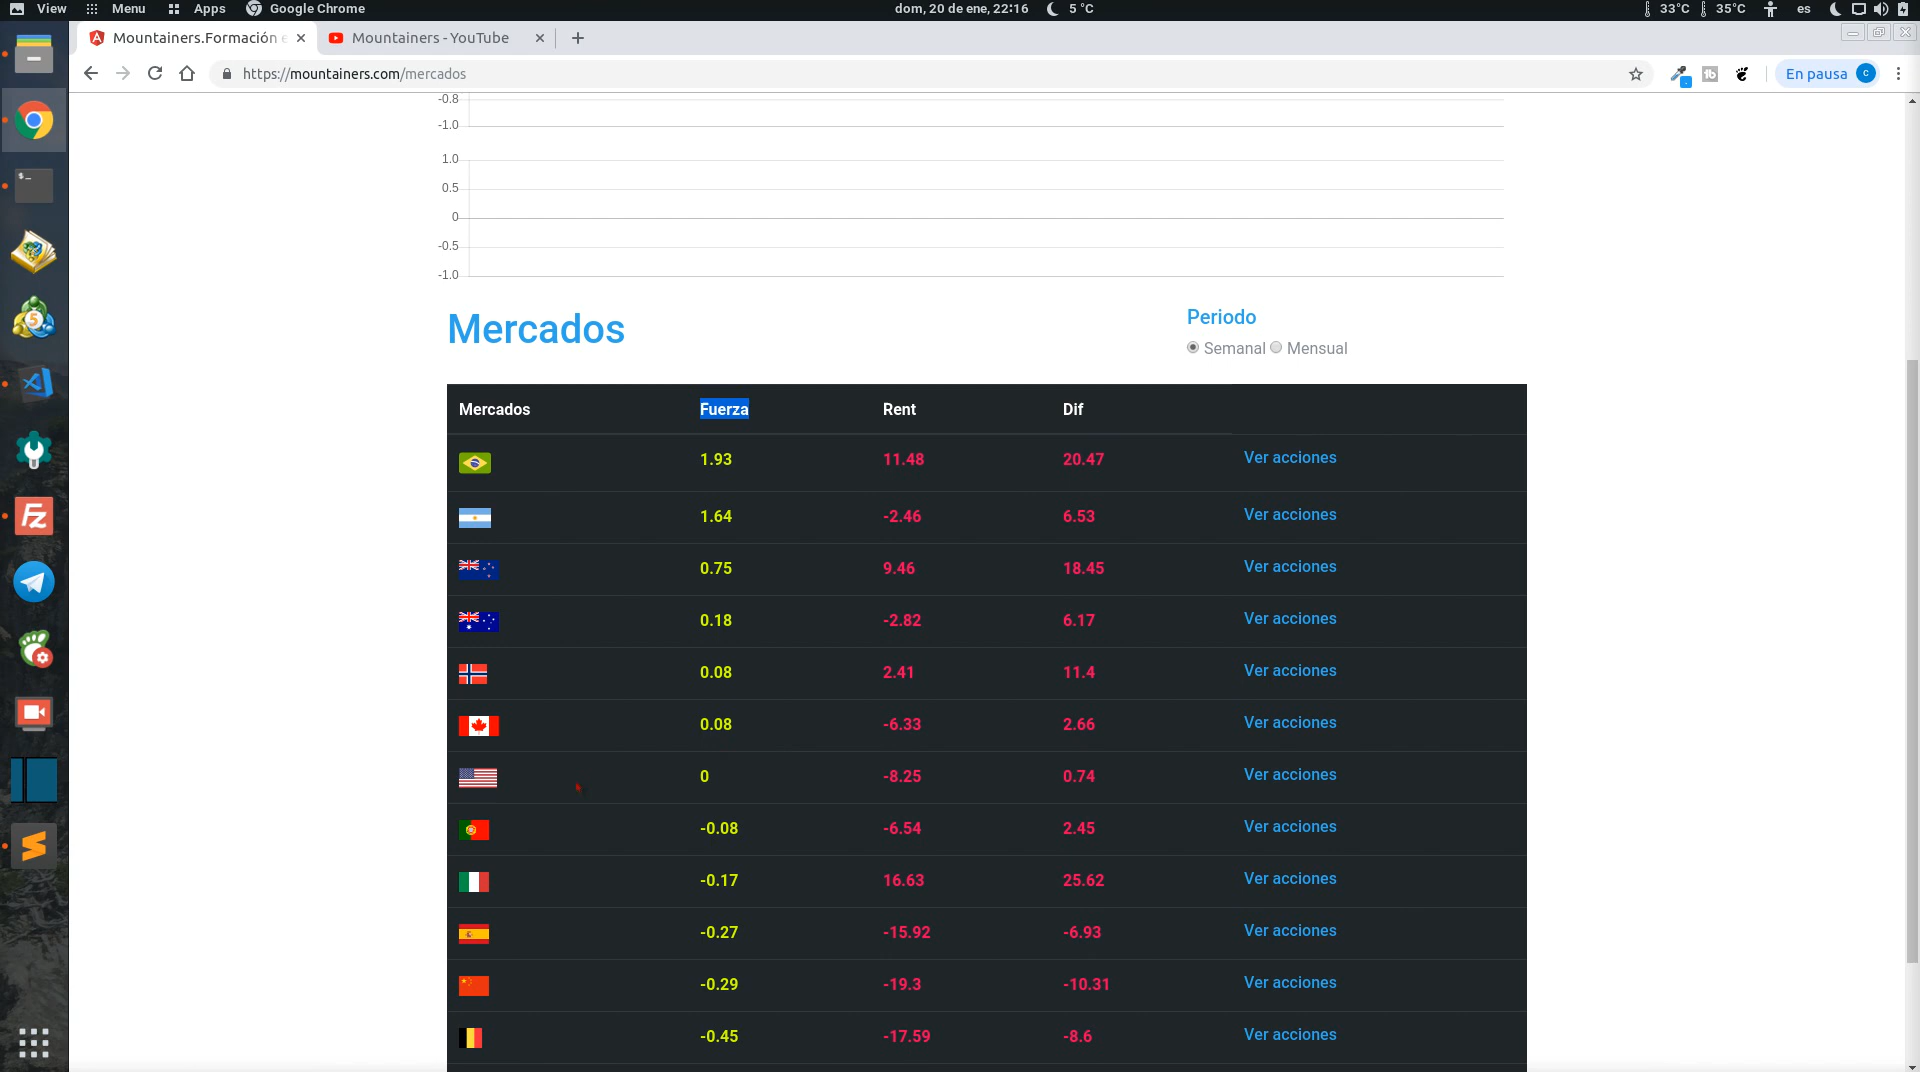 View Menu Apps Google Chrome dom, 20 de ene, 22:16 5 °C 33°C 35°C es
Mountainers.Formación Mountainers - YouTube
https://mountainers.com/mercados En pausa c
-0.8
-1.0
1.0
0.5
0
-0.5
-1.0
Mercados
Periodo
Semanal Mensual
Mercados Fuerza Rent Dif
1.93 11.48 20.47 Ver acciones
1.64 -2.46 6.53 Ver acciones
0.75 9.46 18.45 Ver acciones
0.18 -2.82 6.17 Ver acciones
0.08 2.41 11.4 Ver acciones
0.08 -6.33 2.66 Ver acciones
0 -8.25 0.74 Ver acciones
-0.08 -6.54 2.45 Ver acciones
-0.17 16.63 25.62 Ver acciones
-0.27 -15.92 -6.93 Ver acciones
-0.29 -19.3 -10.31 Ver acciones
-0.45 -17.59 -8.6 Ver acciones